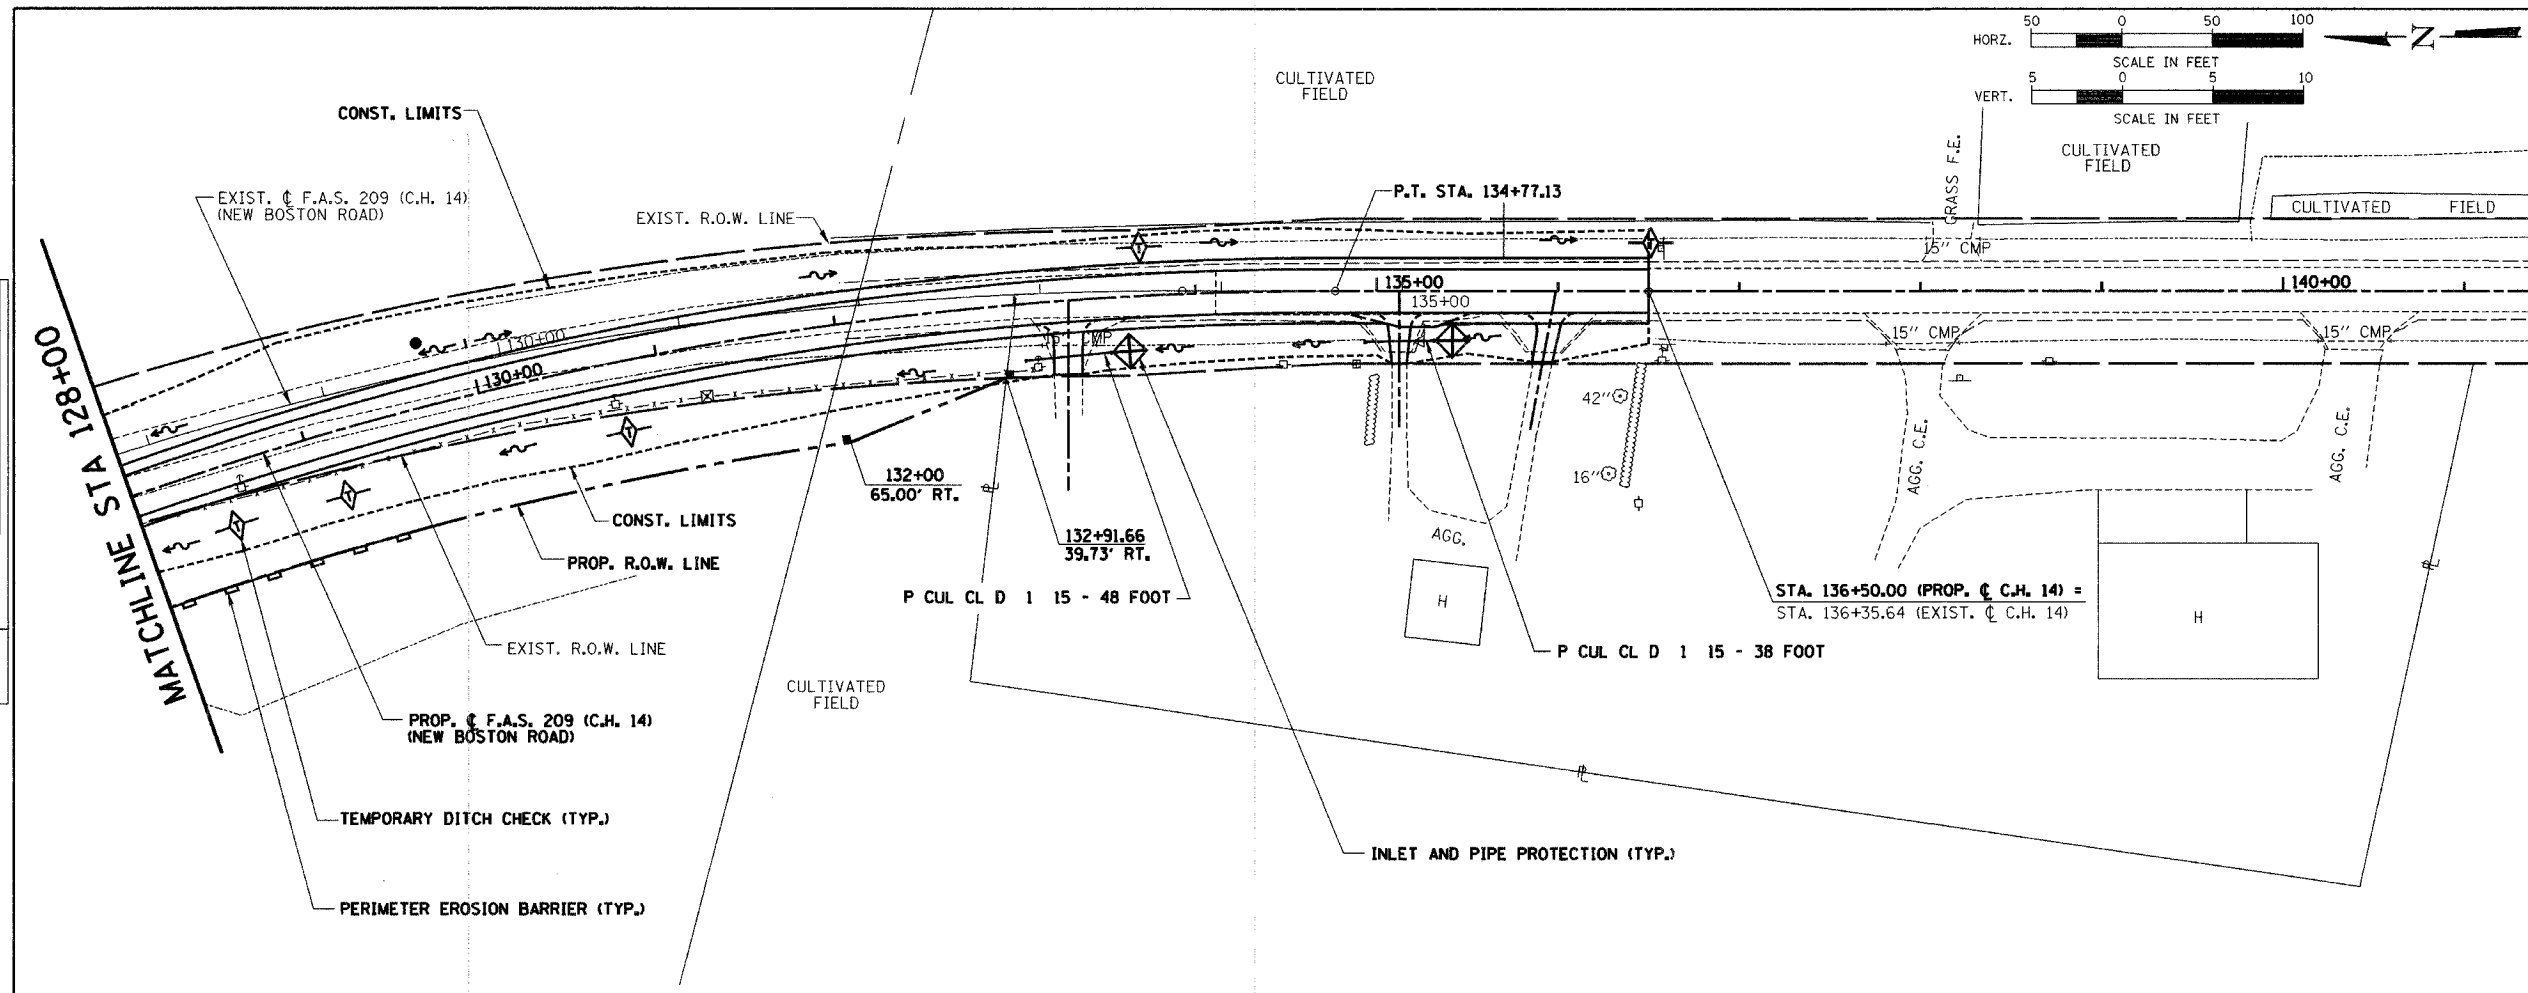 50 0 50 100
HORZ.
SCALE IN FEET
5 0 5 10
VERT.
SCALE IN FEET
N
CULTIVATED
FIELD
CONST. LIMITS
GRASS F.E.
CULTIVATED
FIELD
EXIST. ℄ F.A.S. 209 (C.H. 14)
(NEW BOSTON ROAD)
EXIST. R.O.W. LINE
P.T. STA. 134+77.13
CULTIVATED FIELD
15" CMP
135+00
135+00
140+00
130+00
130+00
15" CMP
15" CMP
15" CMP
MATCHLINE STA 128+00
42"
16"
132+00
65.00' RT.
℄
CONST. LIMITS
132+91.66
39.73' RT.
PROP. R.O.W. LINE
AGG.
AGG. C.E.
AGG. C.E.
P CUL CL D 1 15 - 48 FOOT
H
STA. 136+50.00 (PROP. ℄ C.H. 14) =
STA. 136+35.64 (EXIST. ℄ C.H. 14)
H
EXIST. R.O.W. LINE
P CUL CL D 1 15 - 38 FOOT
CULTIVATED
FIELD
PROP. ℄ F.A.S. 209 (C.H. 14)
(NEW BOSTON ROAD)
TEMPORARY DITCH CHECK (TYP.)
INLET AND PIPE PROTECTION (TYP.)
PERIMETER EROSION BARRIER (TYP.)